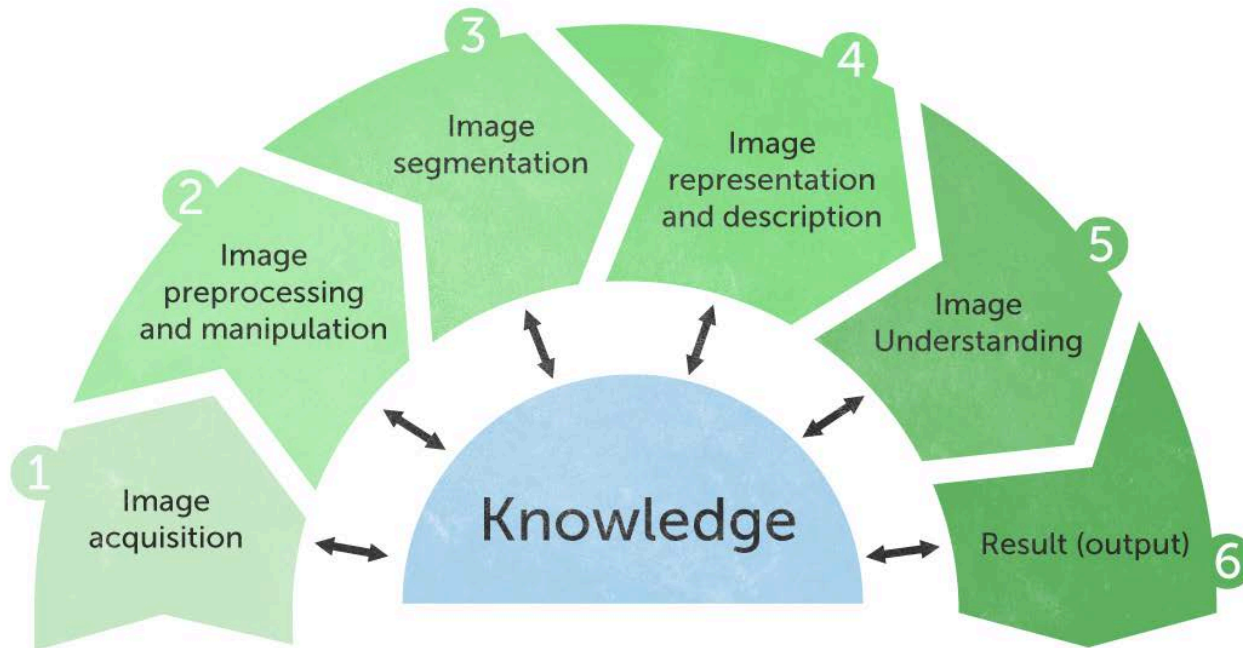 1
Image
acquisition
2
Image
preprocessing
and manipulation
3
Image
segmentation
4
Image
representation
and description
5
Image
Understanding
6
Result (output)
Knowledge